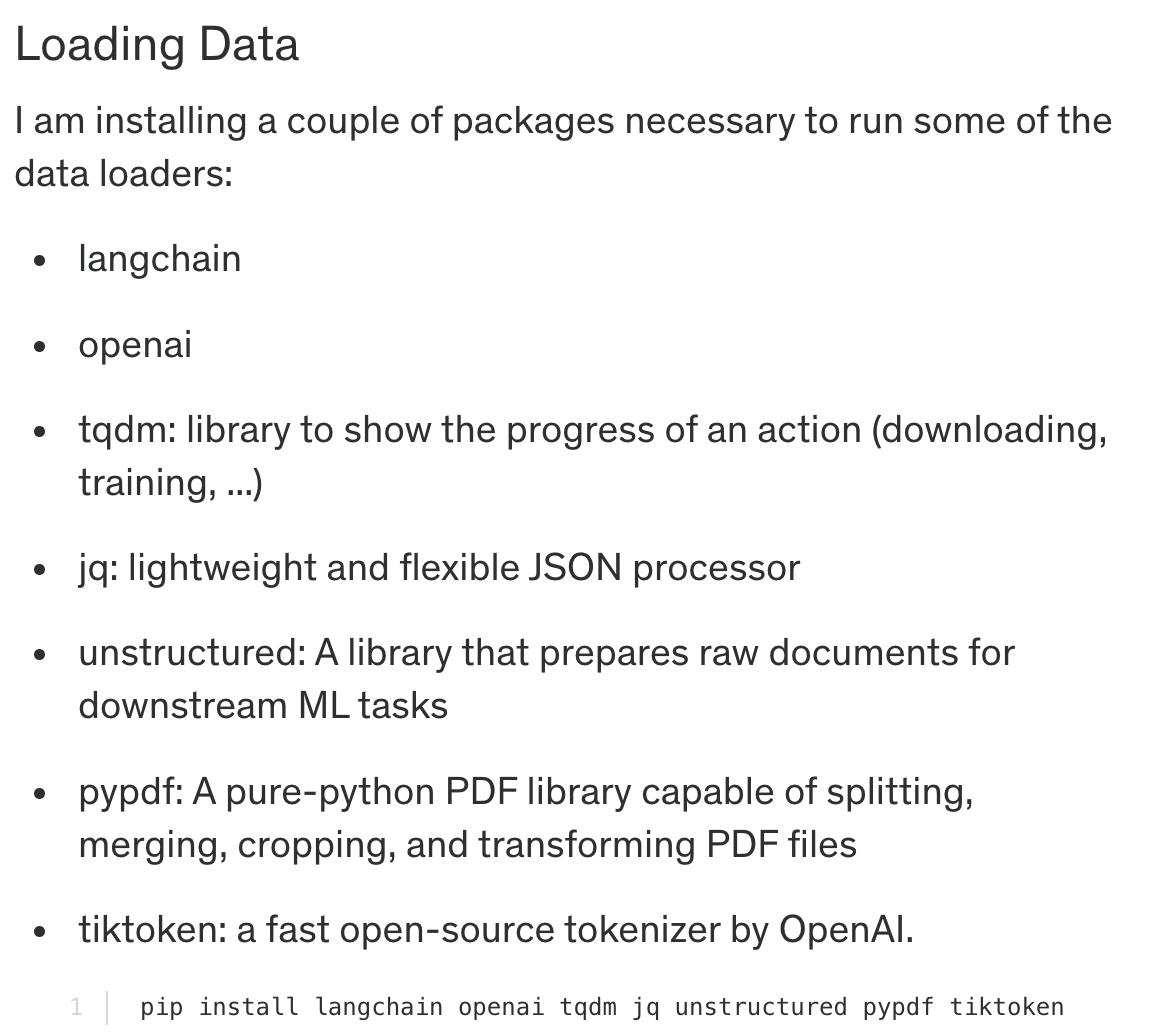 Loading Data
I am installing a couple of packages necessary to run some of the
data loaders:
• langchain
• openai
• tqdm: library to show the progress of an action (downloading,
training, ...)
• jq: lightweight and flexible JSON processor
• unstructured: A library that prepares raw documents for
downstream ML tasks
• pypdf: A pure-python PDF library capable of splitting,
merging, cropping, and transforming PDF files
• tiktoken: a fast open-source tokenizer by OpenAI.
1 pip install langchain openai tqdm jq unstructured pypdf tiktoken